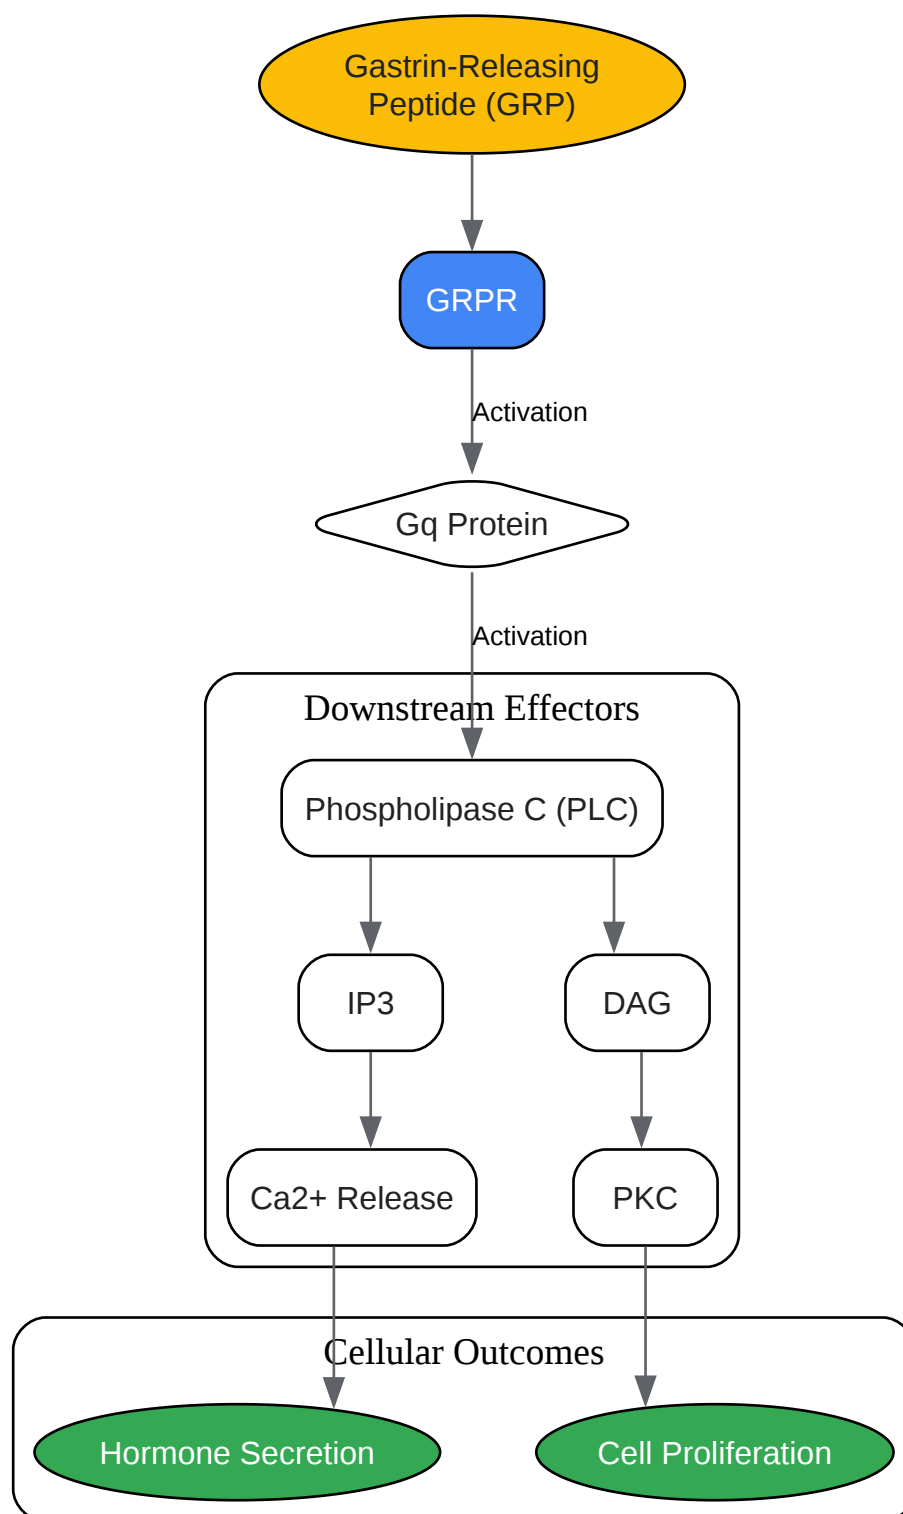 Gastrin-Releasing
Peptide (GRP)
GRPR
Activation
Gq Protein
Activation
Downstream Effectors
Phospholipase C (PLC)
IP3
DAG
Ca2+ Release
PKC
Cellular Outcomes
Hormone Secretion
Cell Proliferation